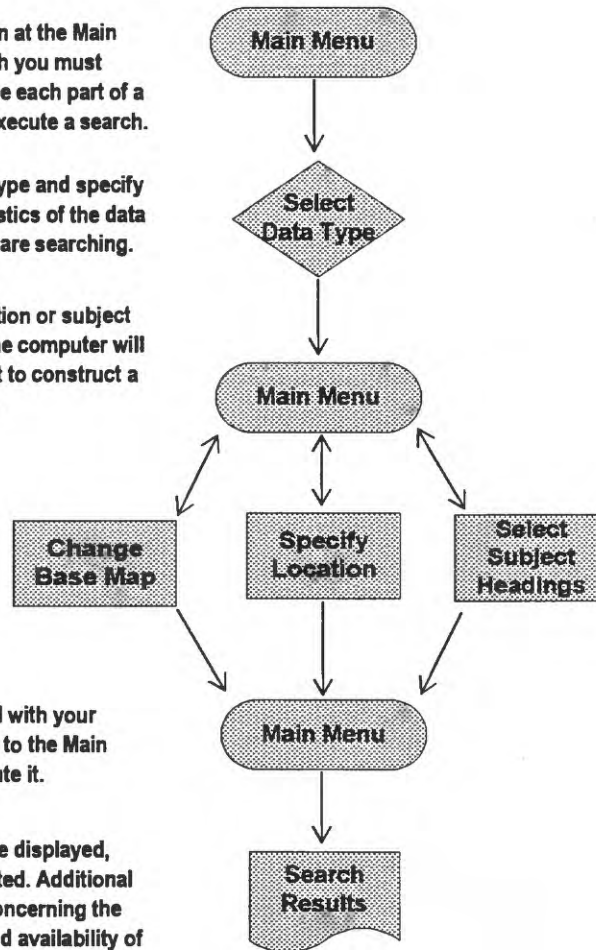 n at the Main
h you must
e each part of a
xecute a search.
ype and specify
stics of the data
are searching.
tion or subject
ne computer will
t to construct a
d with your
to the Main
ute it.
e displayed,
ted. Additional
oncerning the
d availability of
Main Menu
Select
Data Type
Main Menu
Change
Base Map
Specify
Location
Select
Subject
Headings
Main Menu
Search
Results